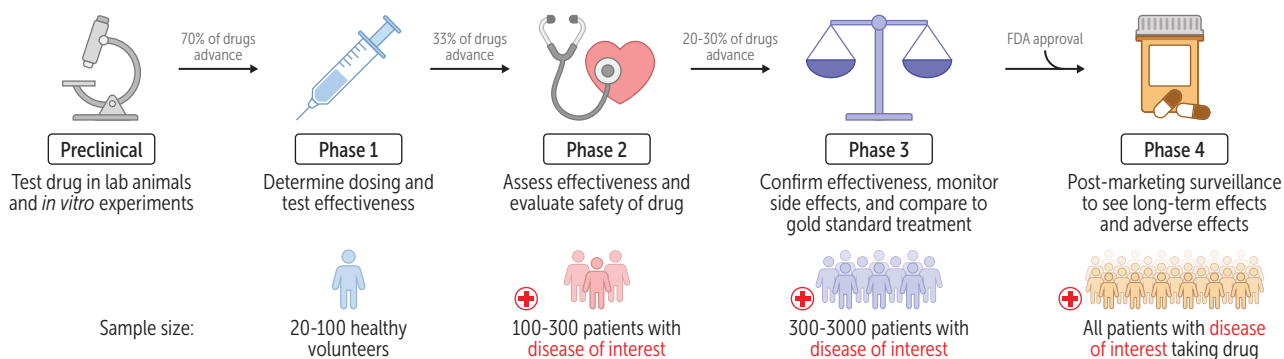 70% of drugs
advance
33% of drugs
advance
20-30% of drugs
advance
FDA approval
Preclinical
Phase 1
Phase 2
Phase 3
Phase 4
Test drug in lab animals
and in vitro experiments
Determine dosing and
test effectiveness
Assess effectiveness and
evaluate safety of drug
Confirm effectiveness, monitor
side effects, and compare to
gold standard treatment
Post-marketing surveillance
to see long-term effects
and adverse effects
Sample size:
20-100 healthy
volunteers
100-300 patients with
disease of interest
300-3000 patients with
disease of interest
All patients with disease
of interest taking drug